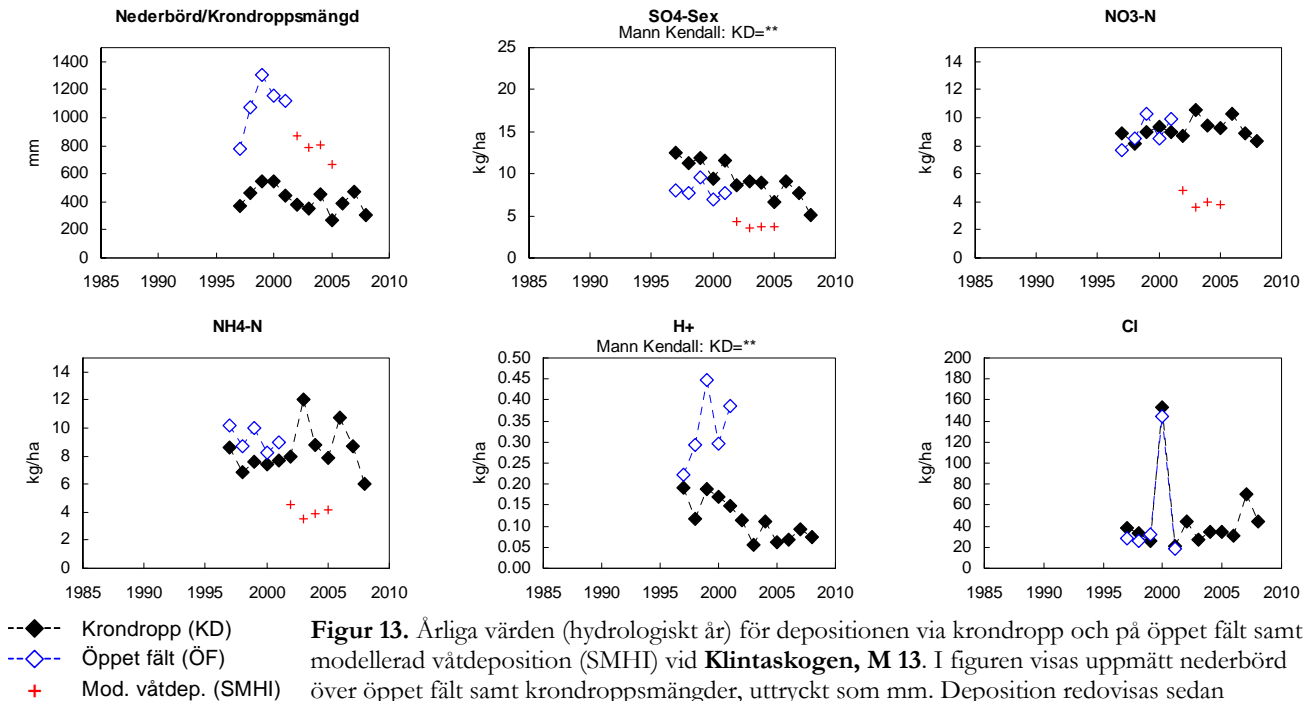 Nederbörd/Krondroppsmängd
mm
1400
1200
1000
800
600
400
200
0
1985 1990 1995 2000 2005 2010
SO4-Sex
Mann Kendall: KD=**
kg/ha
25
20
15
10
5
0
1985 1990 1995 2000 2005 2010
NO3-N
kg/ha
14
12
10
8
6
4
2
0
1985 1990 1995 2000 2005 2010
NH4-N
kg/ha
14
12
10
8
6
4
2
0
1985 1990 1995 2000 2005 2010
H+
Mann Kendall: KD=**
kg/ha
0.50
0.45
0.40
0.35
0.30
0.25
0.20
0.15
0.10
0.05
0.00
1985 1990 1995 2000 2005 2010
Cl
kg/ha
200
180
160
140
120
100
80
60
40
20
0
1985 1990 1995 2000 2005 2010
Krondropp (KD)
Öppet fält (ÖF)
Mod. våtdep. (SMHI)
Figur 13. Årliga värden (hydrologiskt år) för depositionen via krondropp och på öppet fält samt
modellerad våtdeposition (SMHI) vid Klintaskogen, M 13. I figuren visas uppmätt nederbörd
över öppet fält samt krondroppsmängder, uttryckt som mm. Deposition redovisas sedan